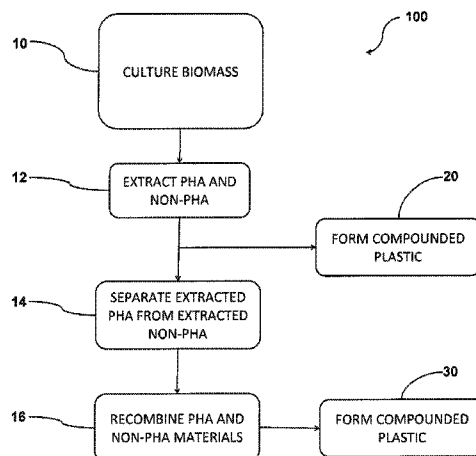 10
100
CULTURE BIOMASS
12
EXTRACT PHA AND
NON-PHA
20
FORM COMPOUNDED
PLASTIC
14
SEPARATE EXTRACTED
PHA FROM EXTRACTED
NON-PHA
16
RECOMBINE PHA AND
NON-PHA MATERIALS
30
FORM COMPOUNDED
PLASTIC